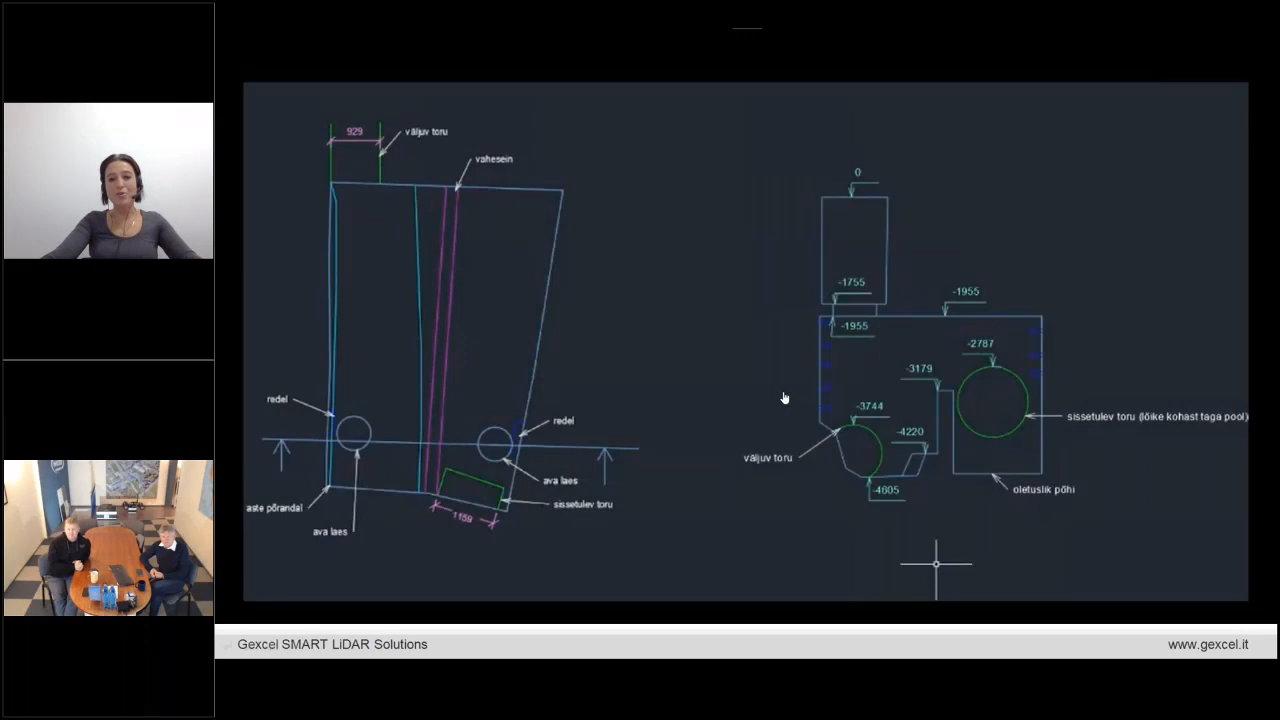 929
väljuv toru
vahesein
redel
redel
ava laes
sissetulev toru
aste põrandal
ava laes
1159
0
-1755
-1955
-1955
-2787
-3179
-3744
-4220
sissetulev toru (lõike kohast taga pool)
väljuv toru
-4605
oletuslik põhi
Gexcel SMART LiDAR Solutions
www.gexcel.it